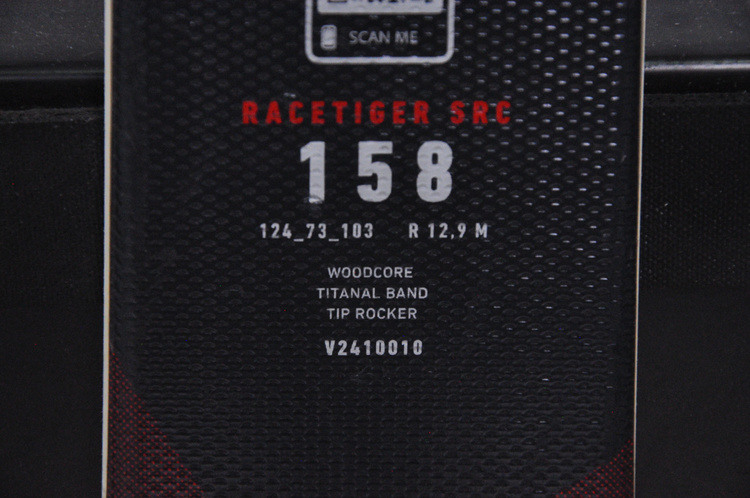 SCAN ME
RACETIGER SRC
158
124_73_103 R 12,9 M
WOODCORE
TITANAL BAND
TIP ROCKER
V2410010